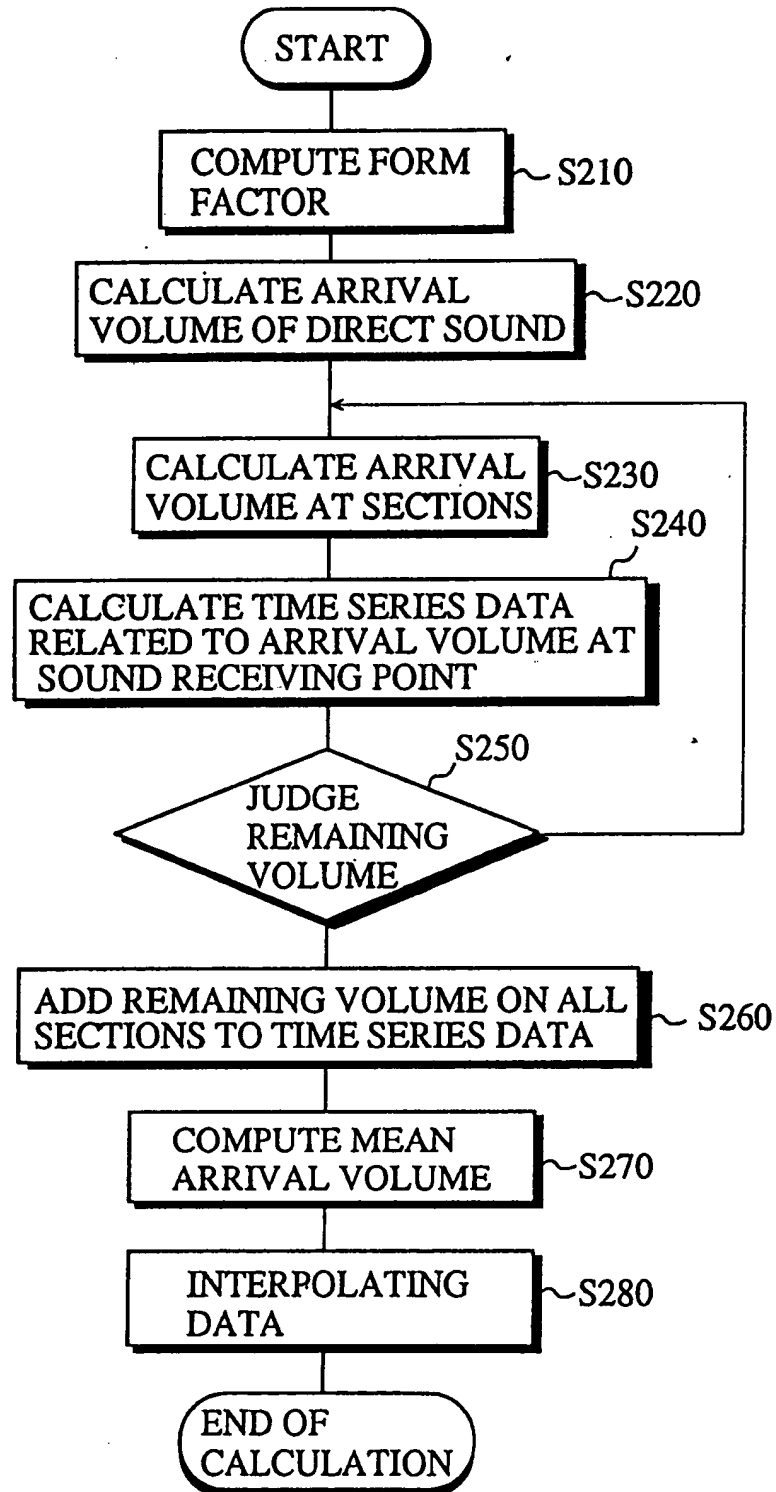 START
COMPUTE FORM
FACTOR
S210
CALCULATE ARRIVAL
VOLUME OF DIRECT SOUND
S220
CALCULATE ARRIVAL
VOLUME AT SECTIONS
S230
S240
CALCULATE TIME SERIES DATA
RELATED TO ARRIVAL VOLUME AT
SOUND RECEIVING POINT
S250
JUDGE
REMAINING
VOLUME
ADD REMAINING VOLUME ON ALL
SECTIONS TO TIME SERIES DATA
S260
COMPUTE MEAN
ARRIVAL VOLUME
S270
INTERPOLATING
DATA
S280
END OF
CALCULATION